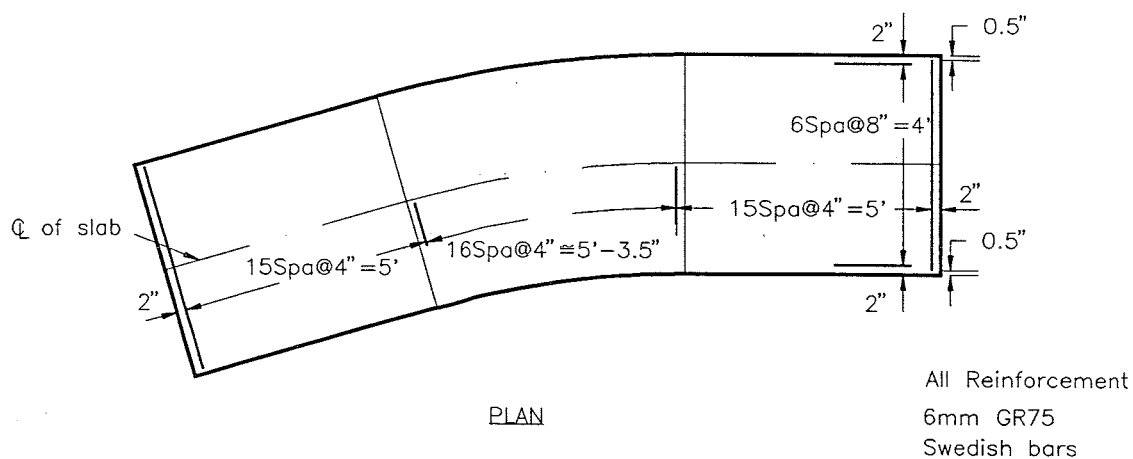 2"
0.5"
6Spa@8"=4'
15Spa@4"=5'
2"
℄ of slab
16Spa@4"≅5'-3.5"
0.5"
15Spa@4"=5'
2"
2"
All Reinforcement
PLAN
6mm GR75
Swedish bars